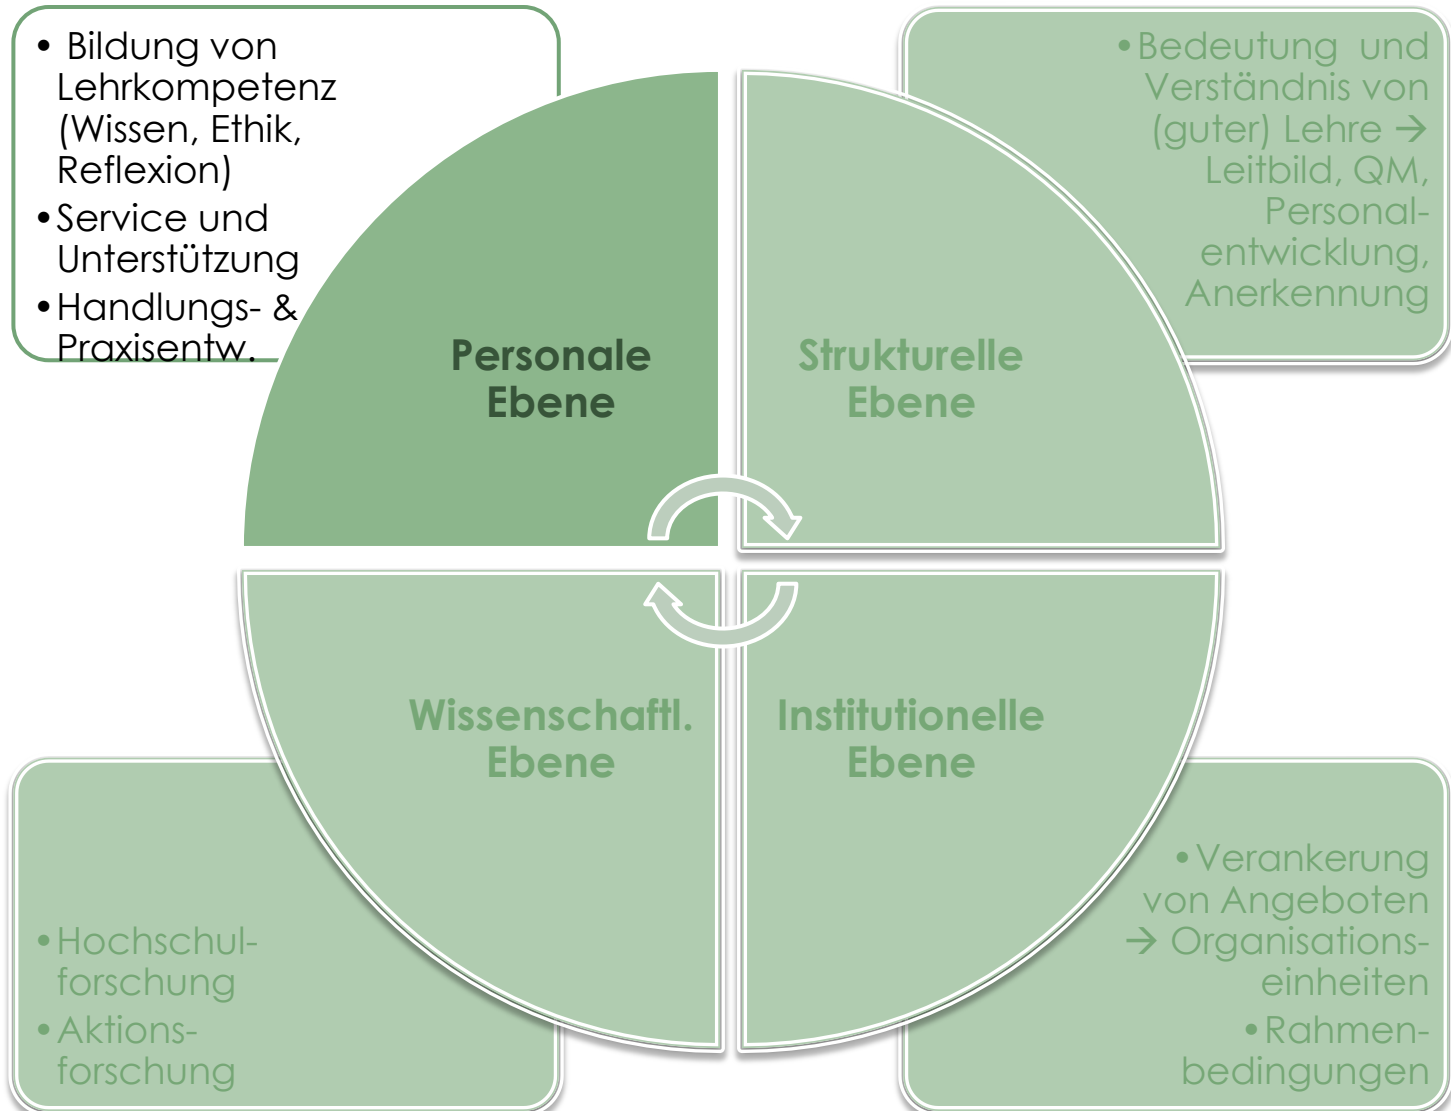 • Bildung von
Lehrkompetenz
(Wissen, Ethik,
Reflexion)
• Service und
Unterstützung
• Handlungs- &
Praxisentw.
• Bedeutung und
Verständnis von
(guter) Lehre →
Leitbild, QM,
Personal-
entwicklung,
Anerkennung
Personale
Ebene
Strukturelle
Ebene
Wissenschaftl.
Ebene
Institutionelle
Ebene
• Hochschul-
forschung
• Aktions-
forschung
• Verankerung
von Angeboten
→ Organisations-
einheiten
• Rahmen-
bedingungen